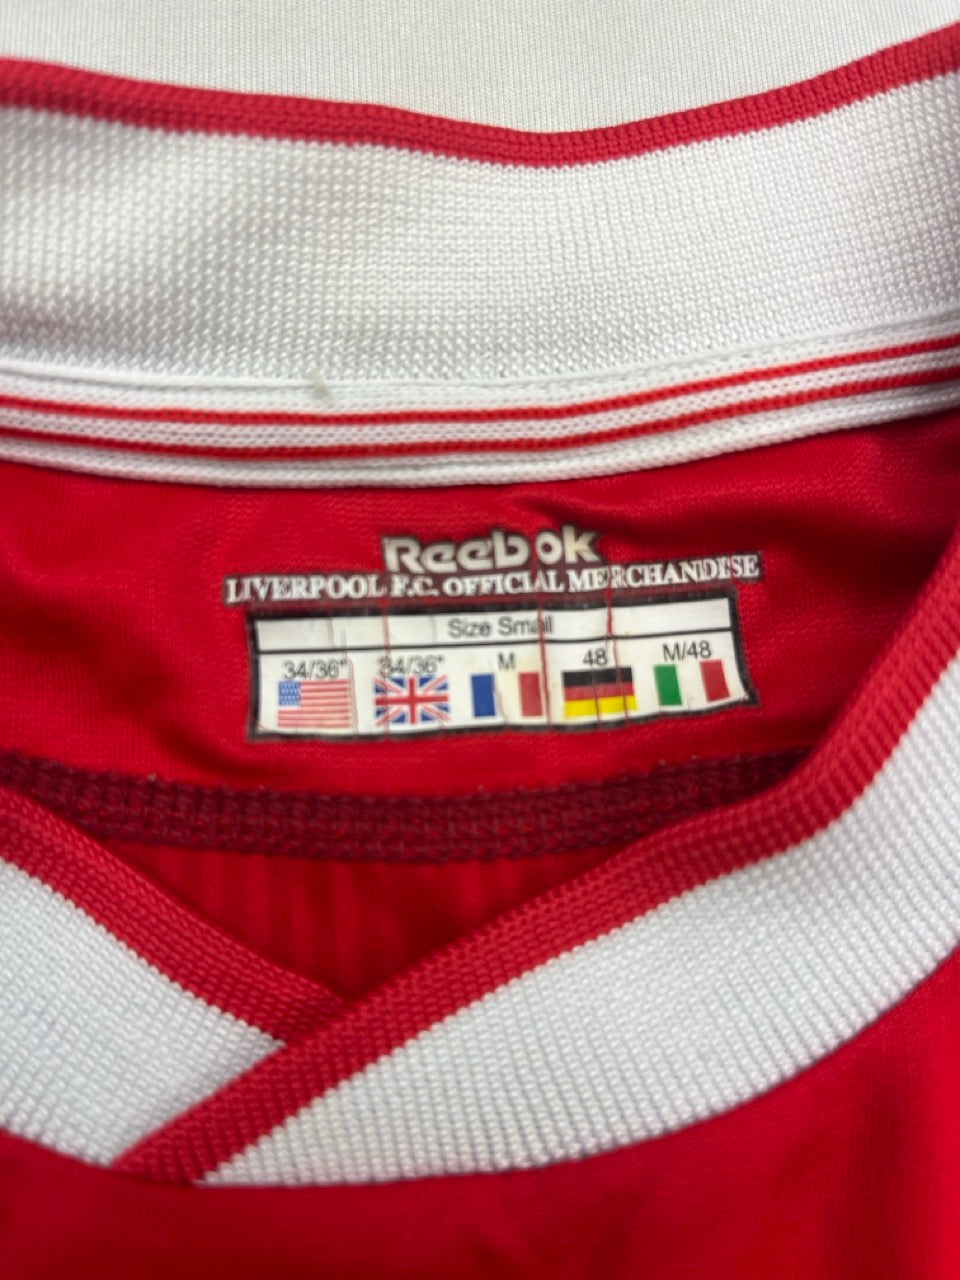 Reebok
LIVERPOOL F.C. OFFICIAL MERCHANDISE
Size Small
34/36" 34/36" M 48 M/48